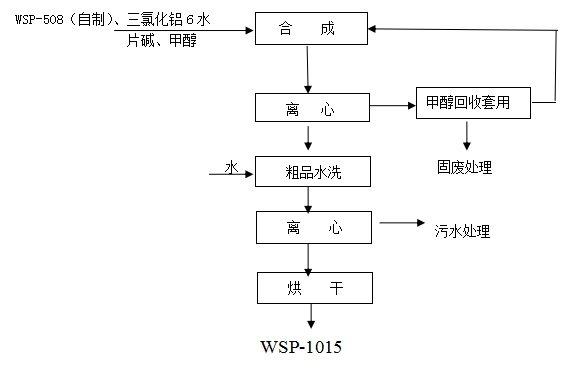 WSP-508（自制）、三氯化铝６水
片碱、甲醇
合 成
离 心
甲醇回收套用
固废处理
水
粗品水洗
离 心
污水处理
烘 干
WSP-1015